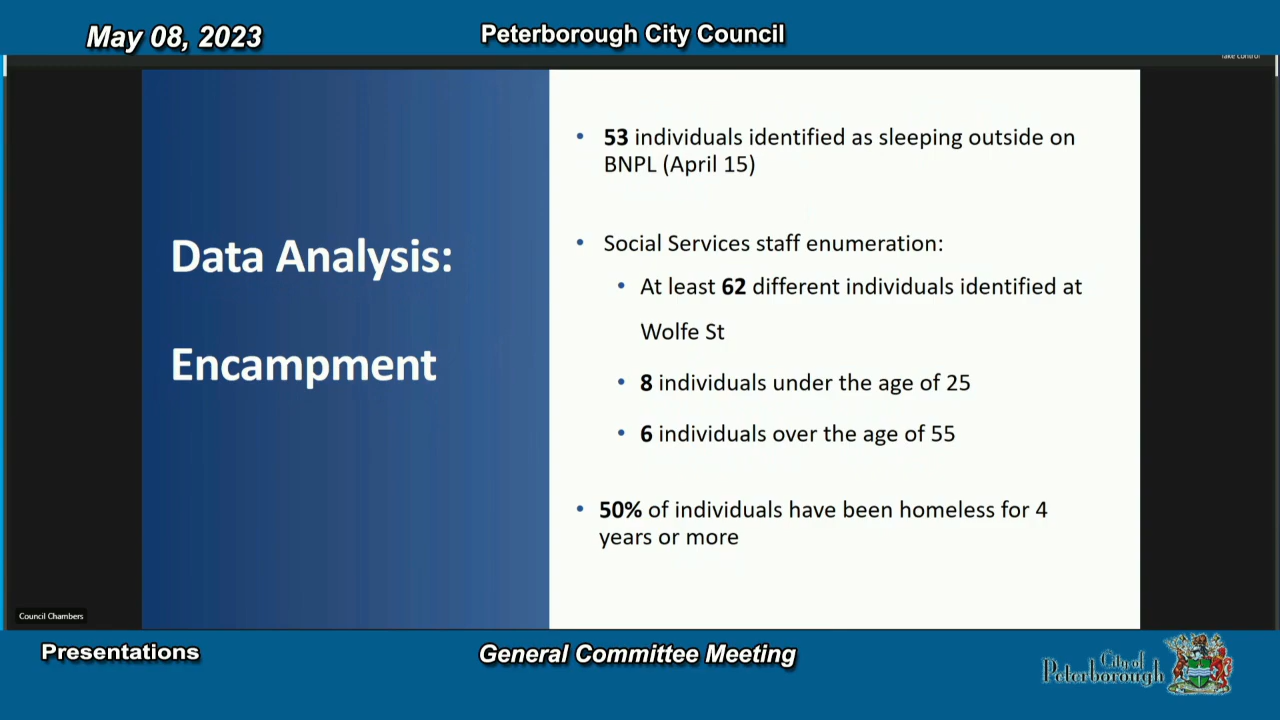 May 08, 2023
Peterborough City Council
Take Control
Data Analysis:
Encampment
• 53 individuals identified as sleeping outside on
BNPL (April 15)
• Social Services staff enumeration:
• At least 62 different individuals identified at
Wolfe St
• 8 individuals under the age of 25
• 6 individuals over the age of 55
• 50% of individuals have been homeless for 4
years or more
Council Chambers
Presentations
General Committee Meeting
City of
Peterborough